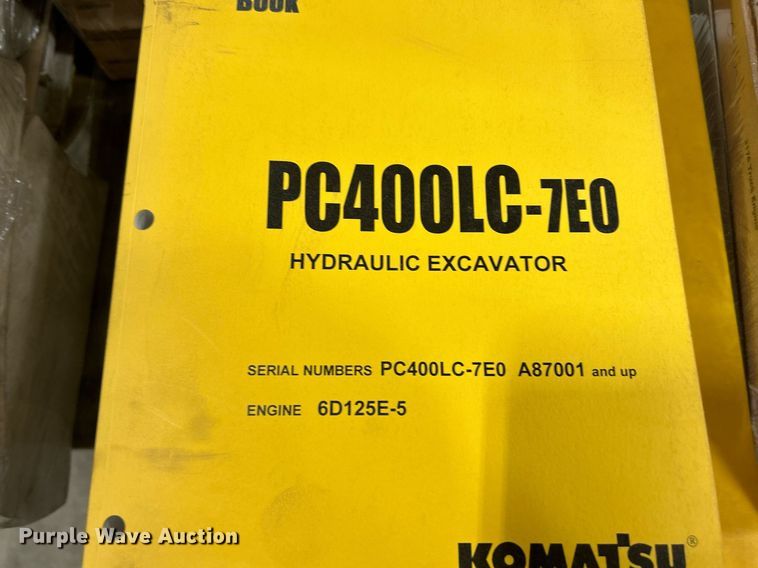 BOOK
PC400LC-7E0
HYDRAULIC EXCAVATOR
SERIAL NUMBERS PC400LC-7E0 A87001 and up
ENGINE 6D125E-5
KOMATSU®
Purple Wave Auction